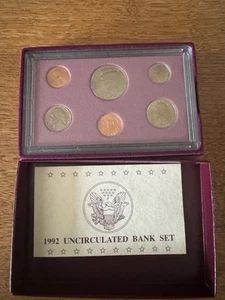 1992 UNCIRCULATED BANK SET